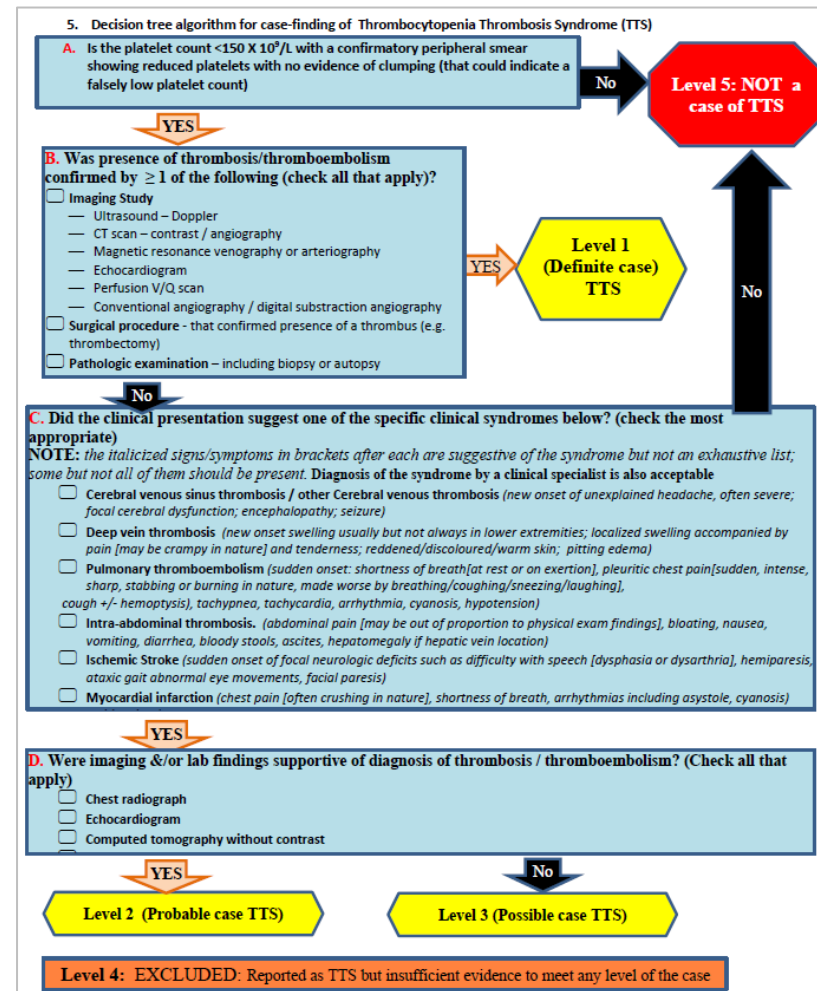 5. Decision tree algorithm for case-finding of Thrombocytopenia Thrombosis Syndrome (TTS)
A. Is the platelet count <150 X 10⁹/L with a confirmatory peripheral smear
showing reduced platelets with no evidence of clumping (that could indicate a
falsely low platelet count)
No
Level 5: NOT a
case of TTS
YES
B. Was presence of thrombosis/thromboembolism
confirmed by ≥ 1 of the following (check all that apply)?
Imaging Study
— Ultrasound – Doppler
— CT scan – contrast / angiography
— Magnetic resonance venography or arteriography
— Echocardiogram
— Perfusion V/Q scan
— Conventional angiography / digital substraction angiography
Surgical procedure - that confirmed presence of a thrombus (e.g.
thrombectomy)
Pathologic examination – including biopsy or autopsy
YES
Level 1
(Definite case)
TTS
No
No
C. Did the clinical presentation suggest one of the specific clinical syndromes below? (check the most
appropriate)
NOTE: the italicized signs/symptoms in brackets after each are suggestive of the syndrome but not an exhaustive list;
some but not all of them should be present. Diagnosis of the syndrome by a clinical specialist is also acceptable
Cerebral venous sinus thrombosis / other Cerebral venous thrombosis (new onset of unexplained headache, often severe;
focal cerebral dysfunction; encephalopathy; seizure)
Deep vein thrombosis (new onset swelling usually but not always in lower extremities; localized swelling accompanied by
pain [may be crampy in nature] and tenderness; reddened/discoloured/warm skin; pitting edema)
Pulmonary thromboembolism (sudden onset: shortness of breath[at rest or on exertion], pleuritic chest pain[sudden, intense,
sharp, stabbing or burning in nature, made worse by breathing/coughing/sneezing/laughing],
cough +/- hemoptysis), tachypnea, tachycardia, arrhythmia, cyanosis, hypotension)
Intra-abdominal thrombosis. (abdominal pain [may be out of proportion to physical exam findings], bloating, nausea,
vomiting, diarrhea, bloody stools, ascites, hepatomegaly if hepatic vein location)
Ischemic Stroke (sudden onset of focal neurologic deficits such as difficulty with speech [dysphasia or dysarthria], hemiparesis,
ataxic gait abnormal eye movements, facial paresis)
Myocardial infarction (chest pain [often crushing in nature], shortness of breath, arrhythmias including asystole, cyanosis)
YES
D. Were imaging &/or lab findings supportive of diagnosis of thrombosis / thromboembolism? (Check all that
apply)
Chest radiograph
Echocardiogram
Computed tomography without contrast
YES
No
Level 2 (Probable case TTS)
Level 3 (Possible case TTS)
Level 4: EXCLUDED: Reported as TTS but insufficient evidence to meet any level of the case